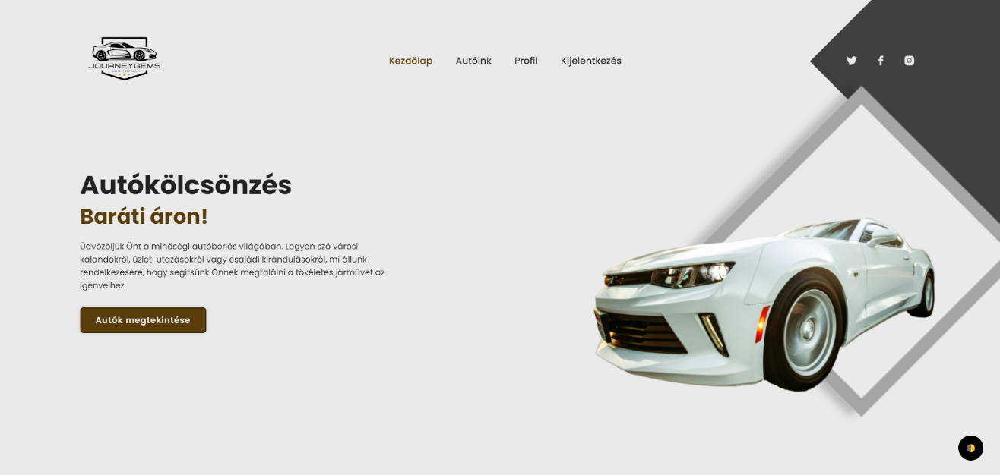 JOURNEYGEMS
CAR RENTAL
Kezdőlap
Autóink
Profil
Kijelentkezés
Autókölcsönzés
Baráti áron!
Üdvözöljük Önt a minőségi autóbérlés világában. Legyen szó városi
kalandokról, üzleti utazásokról vagy családi kirándulásokról, mi állunk
rendelkezésére, hogy segítsünk Önnek megtalálni a tökéletes járművet az
igényeihez.
Autók megtekintése